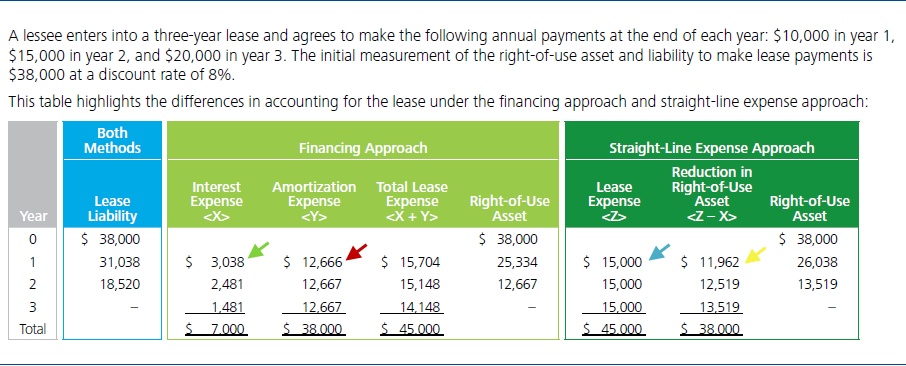 A lessee enters into a three-year lease and agrees to make the following annual payments at the end of each year: $10,000 in year 1,
$15,000 in year 2, and $20,000 in year 3. The initial measurement of the right-of-use asset and liability to make lease payments is
$38,000 at a discount rate of 8%.
This table highlights the differences in accounting for the lease under the financing approach and straight-line expense approach:
Both
Methods Financing Approach Straight-Line Expense Approach
Reduction in
Interest Amortization Total Lease Lease Right-of-Use
Lease Expense Expense Expense Right-of-Use Expense Asset Right-of-Use
Year Liability <X> <Y> <X + Y> Asset <Z> <Z – X> Asset
0 $ 38,000 $ 38,000 $ 38,000
1 31,038 $ 3,038 $ 12,666 $ 15,704 25,334 $ 15,000 $ 11,962 26,038
2 18,520 2,481 12,667 15,148 12,667 15,000 12,519 13,519
3 – 1,481 12,667 14,148 – 15,000 13,519 –
Total $ 7,000 $ 38,000 $ 45,000 $ 45,000 $ 38,000